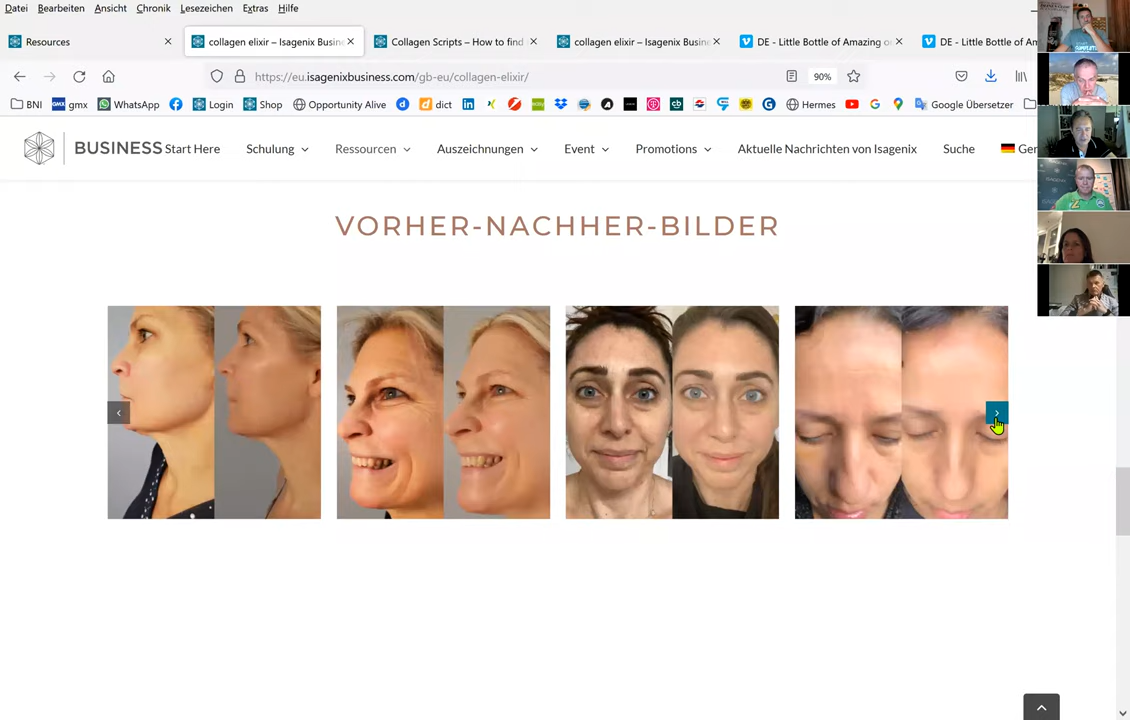 Datei Bearbeiten Ansicht Chronik Lesezeichen Extras Hilfe
Resources
collagen elixir – Isagenix Busin
Collagen Scripts – How to find
collagen elixir – Isagenix Busin
DE - Little Bottle of Amazing o
DE - Little Bottle of Am
https://eu.isagenixbusiness.com/gb-eu/collagen-elixir/
90%
BNI gmx WhatsApp Login Shop Opportunity Alive dict Hermes Google Übersetzer
BUSINESS Start Here Schulung Ressourcen Auszeichnungen Event Promotions Aktuelle Nachrichten von Isagenix Suche Ger
VORHER-NACHHER-BILDER